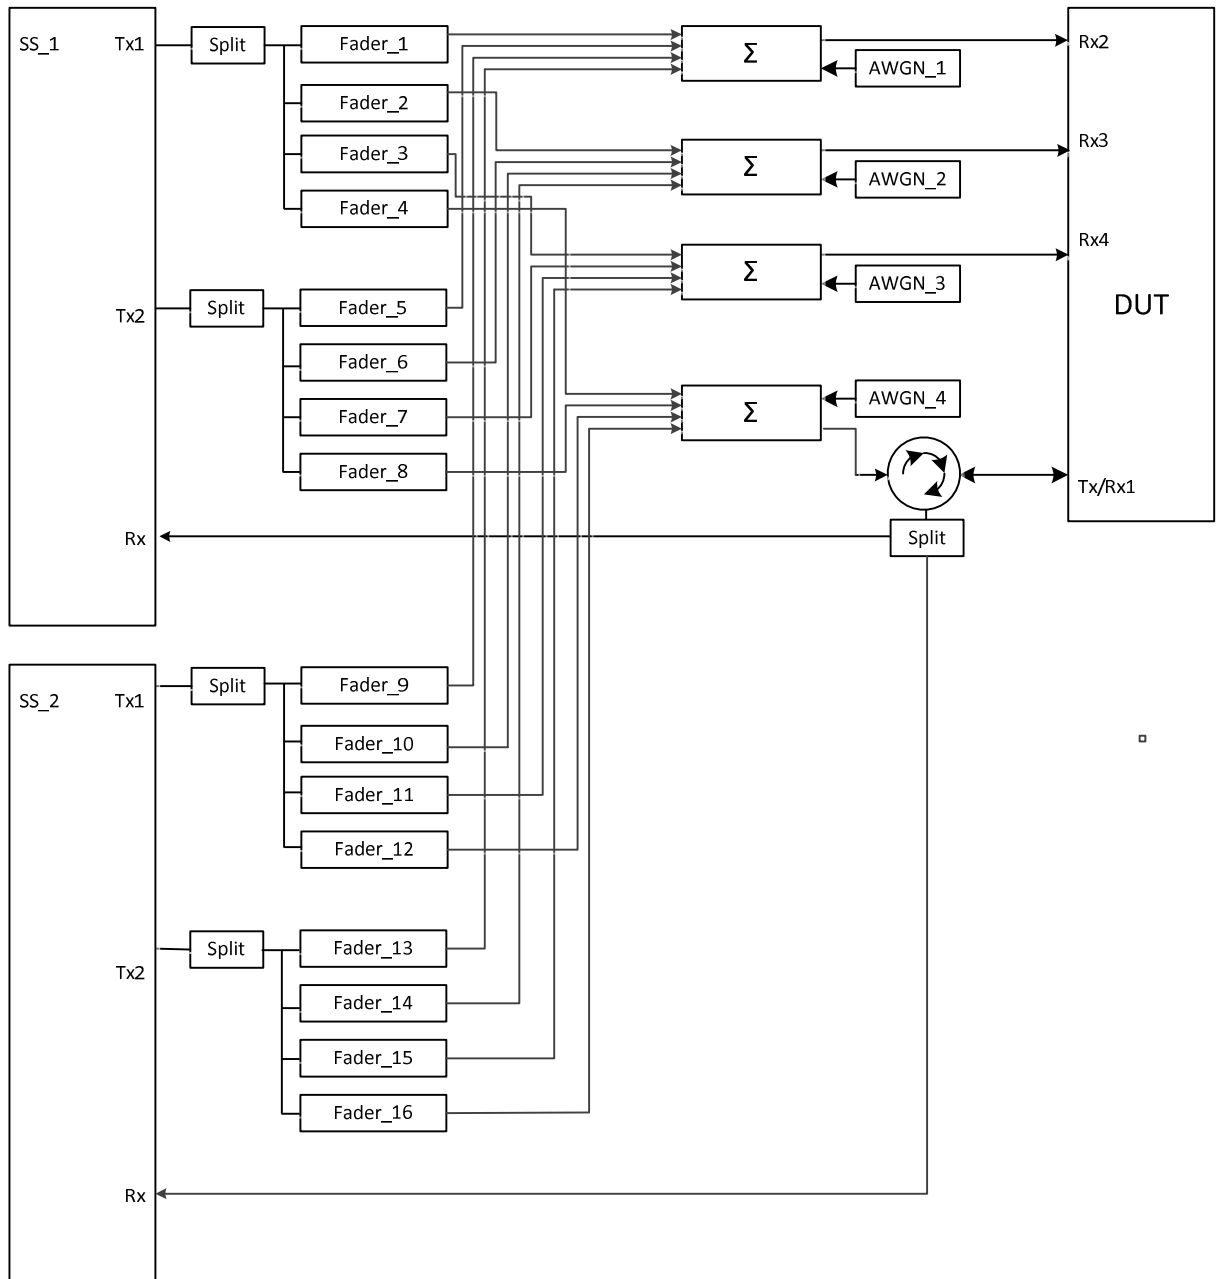 SS_1
Tx1
Split
Fader_1
Σ
Rx2
AWGN_1
Fader_2
Fader_3
Σ
Rx3
AWGN_2
Fader_4
Rx4
Σ
AWGN_3
Tx2
Split
Fader_5
DUT
Fader_6
Fader_7
Σ
AWGN_4
Fader_8
Tx/Rx1
Rx
Split
SS_2
Tx1
Split
Fader_9
Fader_10
Fader_11
Fader_12
Tx2
Split
Fader_13
Fader_14
Fader_15
Fader_16
Rx